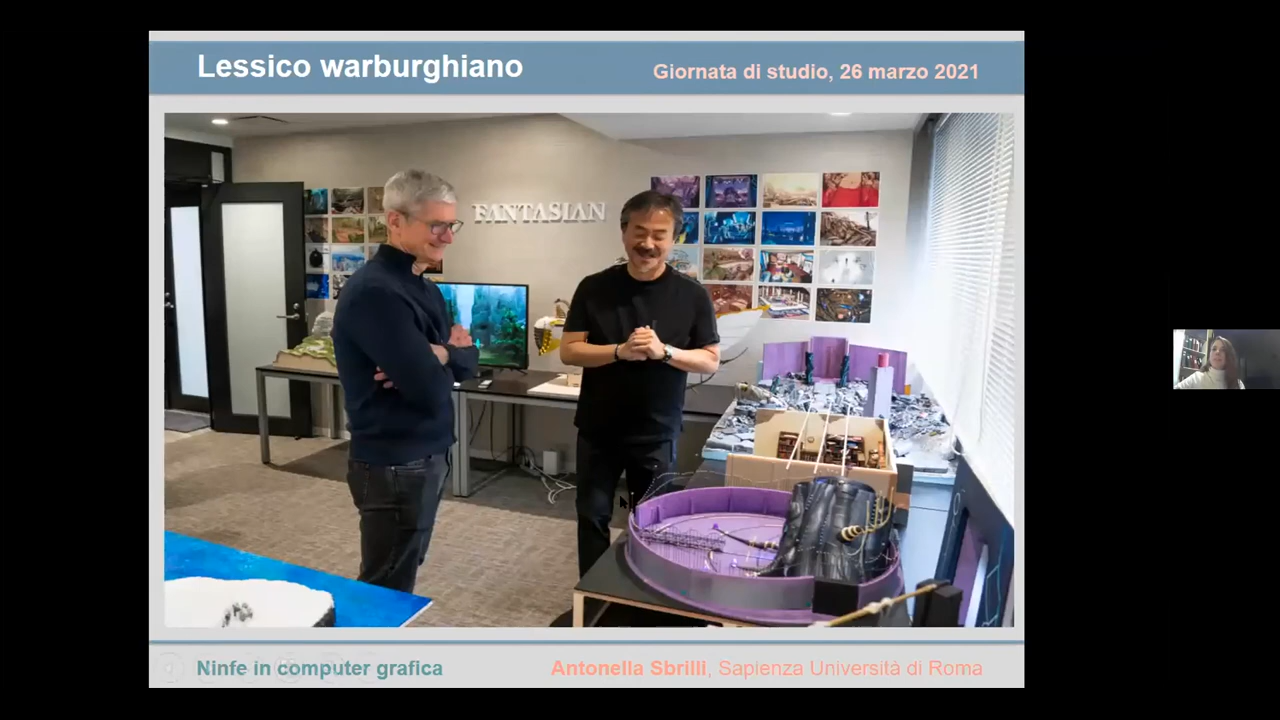 Lessico warburghiano
Giornata di studio, 26 marzo 2021
FANTASIAN
Ninfe in computer grafica
Antonella Sbrilli, Sapienza Università di Roma